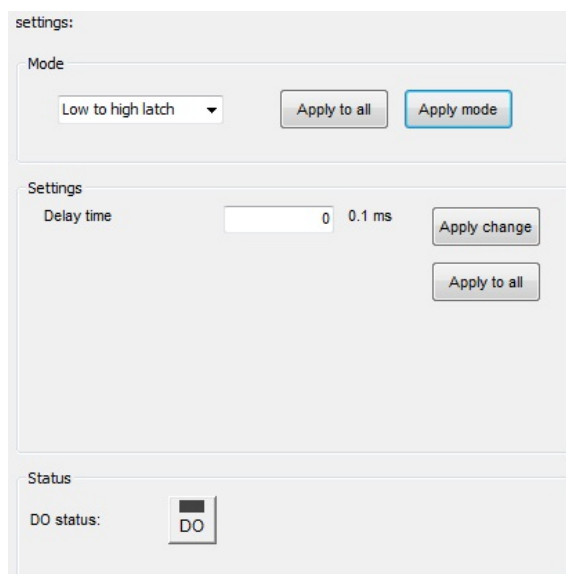 settings:
Mode
Low to high latch Apply to all Apply mode
Settings
Delay time 0 0.1 ms Apply change
Apply to all
Status
DO status: DO